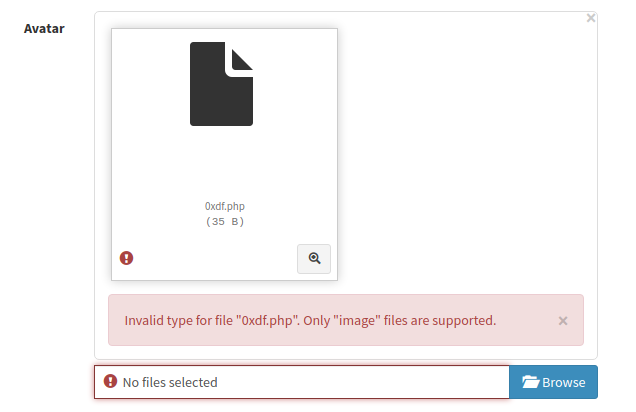 Avatar
×
0xdf.php
(35 B)
Invalid type for file "0xdf.php". Only "image" files are supported.
×
No files selected
Browse